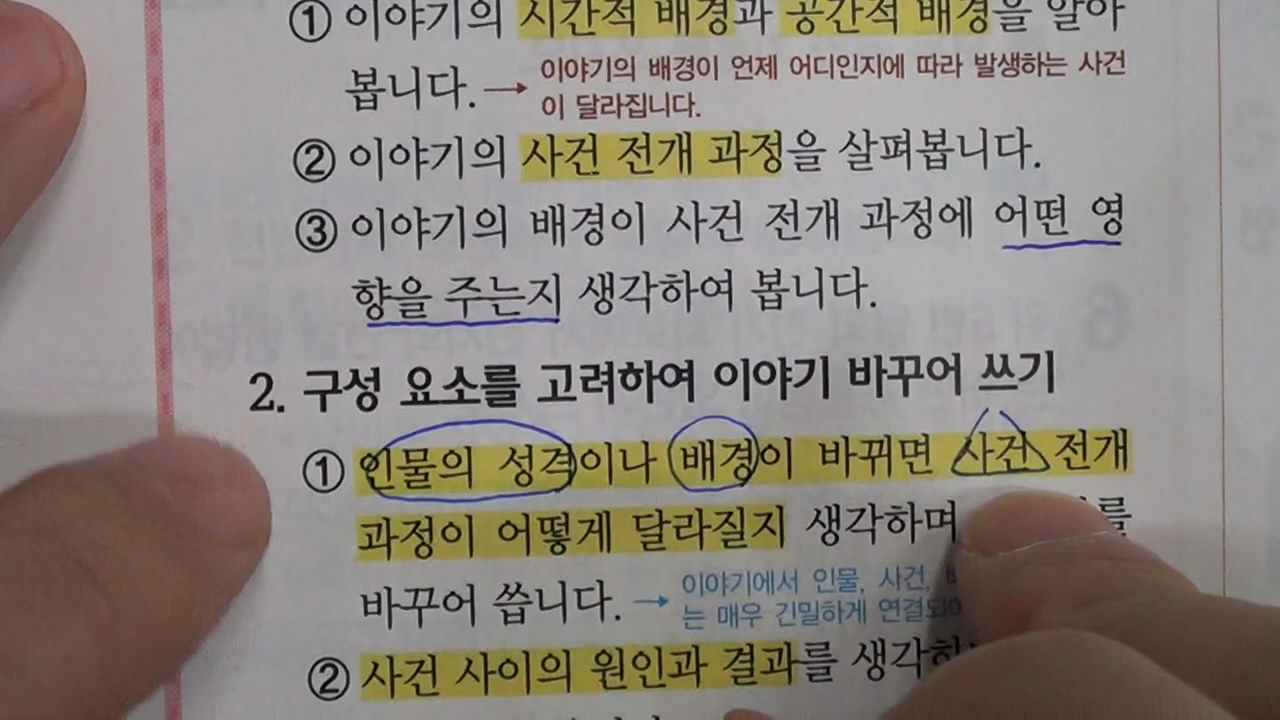 ① 이야기의 시간적 배경과 공간적 배경을 알아
봅니다. → 이야기의 배경이 언제 어디인지에 따라 발생하는 사건
이 달라집니다.
② 이야기의 사건 전개 과정을 살펴봅니다.
③ 이야기의 배경이 사건 전개 과정에 어떤 영
향을 주는지 생각하여 봅니다.
2. 구성 요소를 고려하여 이야기 바꾸어 쓰기
① 인물의 성격이나 배경이 바뀌면 사건 전개
과정이 어떻게 달라질지 생각하며
바꾸어 씁니다. → 이야기에서 인물, 사건,
는 매우 긴밀하게
② 사건 사이의 원인과 결과를